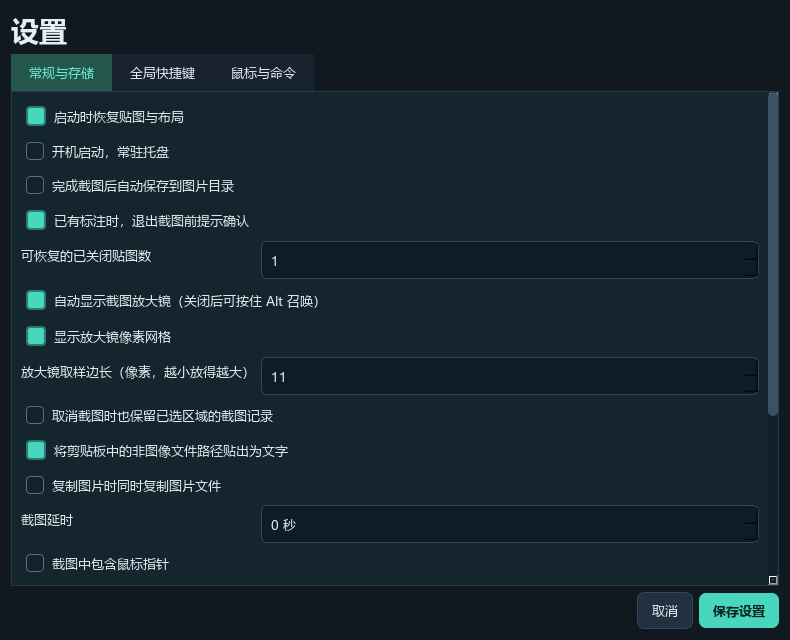 设置
常规与存储 全局快捷键 鼠标与命令
启动时恢复贴图与布局
开机启动，常驻托盘
完成截图后自动保存到图片目录
已有标注时，退出截图前提示确认
可恢复的已关闭贴图数 1
自动显示截图放大镜（关闭后可按住 Alt 召唤）
显示放大镜像素网格
放大镜取样边长（像素，越小放得越大） 11
取消截图时也保留已选区域的截图记录
将剪贴板中的非图像文件路径贴出为文字
复制图片时同时复制图片文件
截图延时 0 秒
截图中包含鼠标指针
取消 保存设置